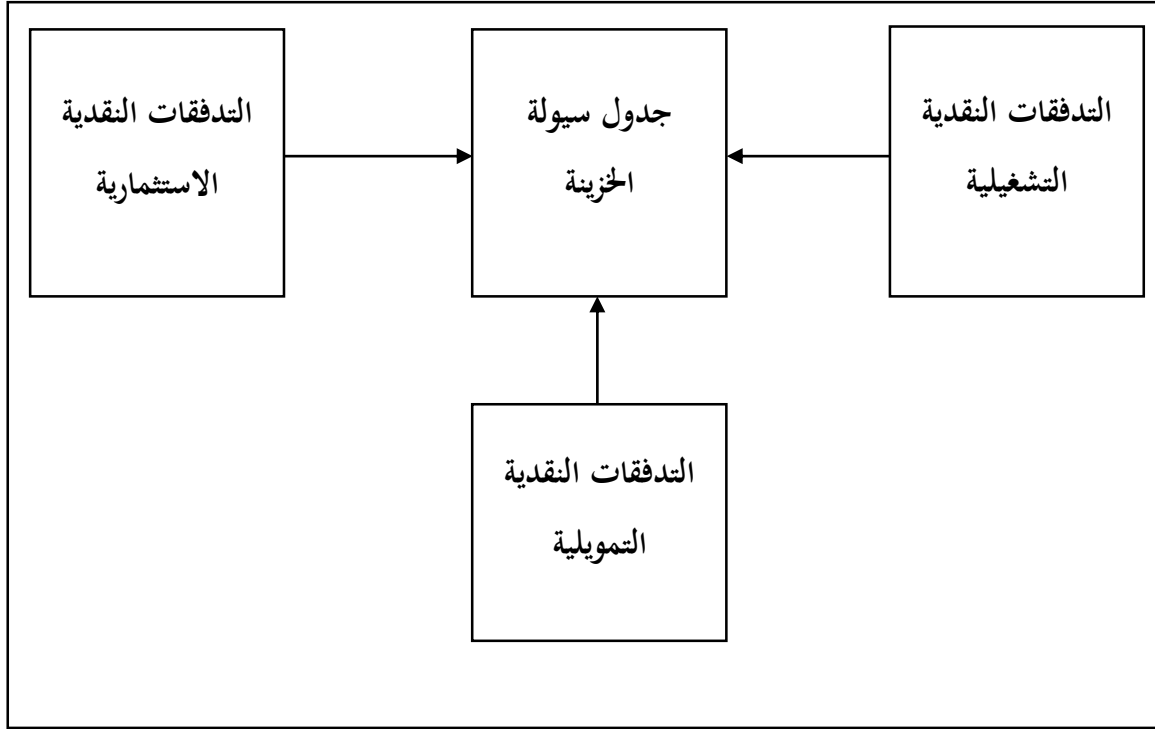 التدفقات النقدية
التشغيلية
جدول سيولة
الخزينة
التدفقات النقدية
الاستثمارية
التدفقات النقدية
التمويلية